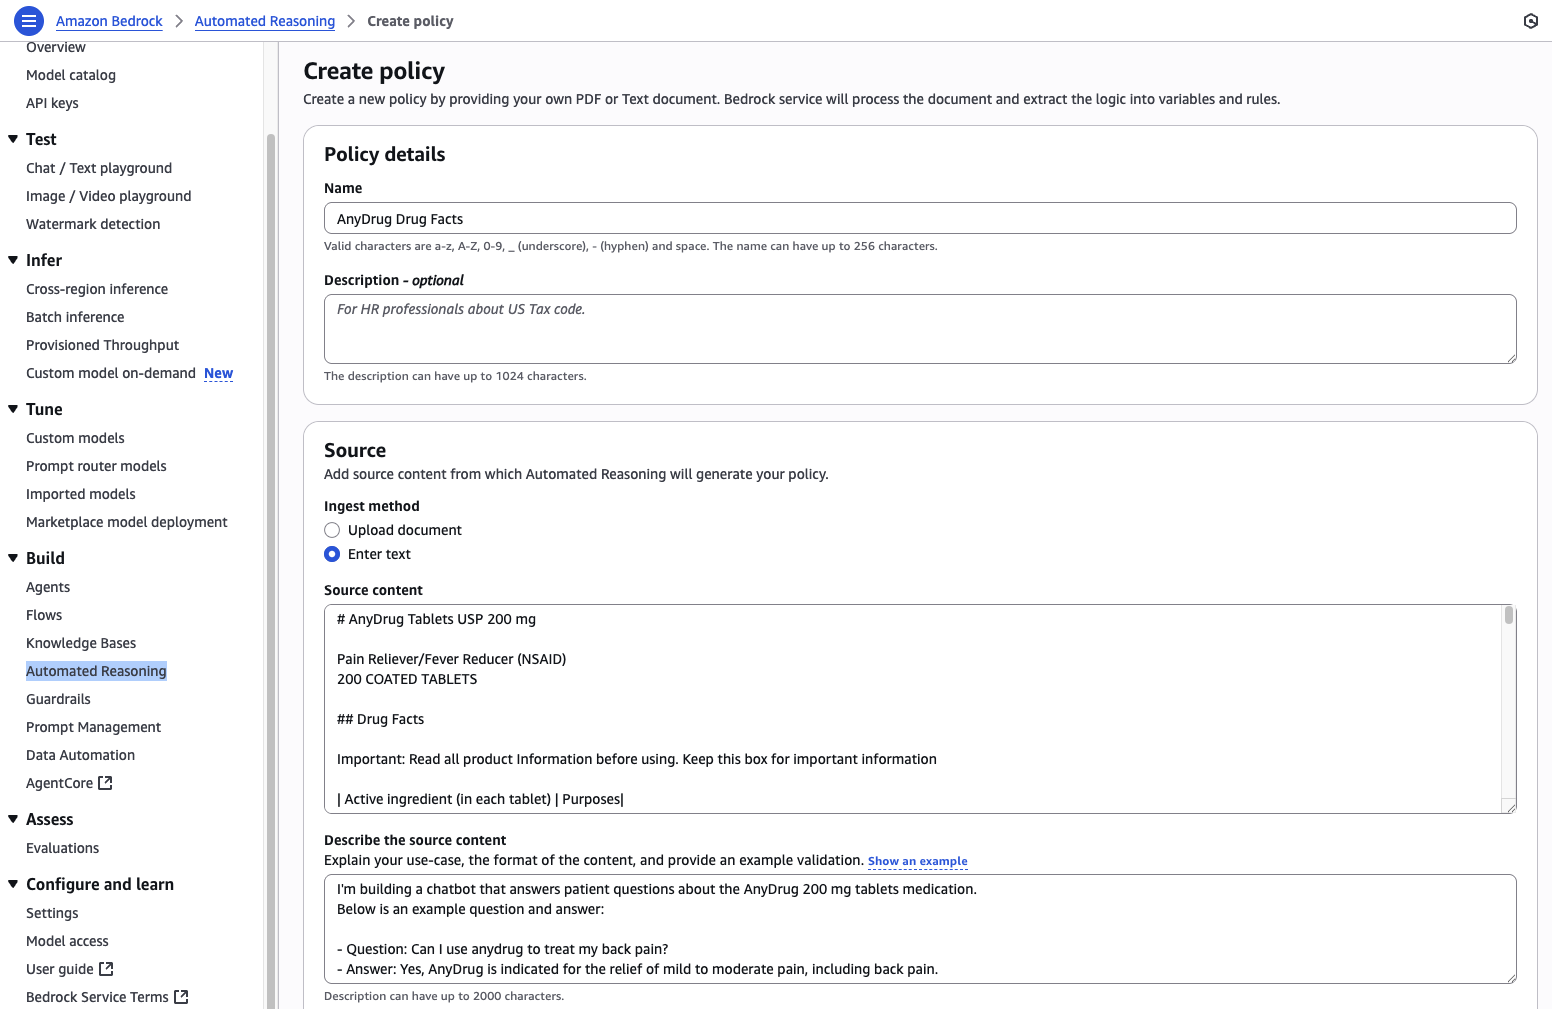 Amazon Bedrock > Automated Reasoning > Create policy
Overview
Model catalog
API keys
Test
Chat / Text playground
Image / Video playground
Watermark detection
Infer
Cross-region inference
Batch inference
Provisioned Throughput
Custom model on-demand New
Tune
Custom models
Prompt router models
Imported models
Marketplace model deployment
Build
Agents
Flows
Knowledge Bases
Automated Reasoning
Guardrails
Prompt Management
Data Automation
AgentCore
Assess
Evaluations
Configure and learn
Settings
Model access
User guide
Bedrock Service Terms
Create policy
Create a new policy by providing your own PDF or Text document. Bedrock service will process the document and extract the logic into variables and rules.
Policy details
Name
AnyDrug Drug Facts
Valid characters are a-z, A-Z, 0-9, _ (underscore), - (hyphen) and space. The name can have up to 256 characters.
Description - optional
For HR professionals about US Tax code.
The description can have up to 1024 characters.
Source
Add source content from which Automated Reasoning will generate your policy.
Ingest method
Upload document
Enter text
Source content
# AnyDrug Tablets USP 200 mg
Pain Reliever/Fever Reducer (NSAID)
200 COATED TABLETS
## Drug Facts
Important: Read all product Information before using. Keep this box for important information
| Active ingredient (in each tablet) | Purposes|
Describe the source content
Explain your use-case, the format of the content, and provide an example validation. Show an example
I'm building a chatbot that answers patient questions about the AnyDrug 200 mg tablets medication.
Below is an example question and answer:
- Question: Can I use anydrug to treat my back pain?
- Answer: Yes, AnyDrug is indicated for the relief of mild to moderate pain, including back pain.
Description can have up to 2000 characters.